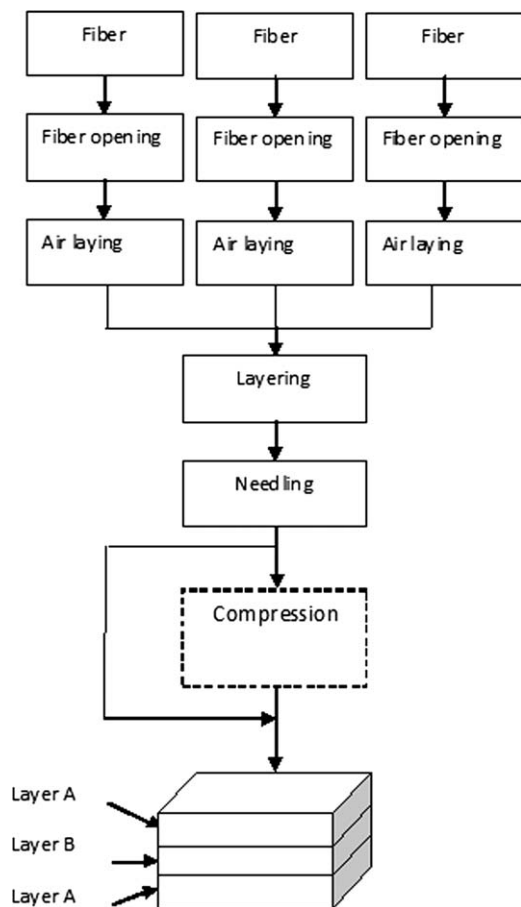 Fiber
Fiber
Fiber
Fiber opening
Fiber opening
Fiber opening
Air laying
Air laying
Air laying
Layering
Needling
Compression
Layer A
Layer B
Layer A